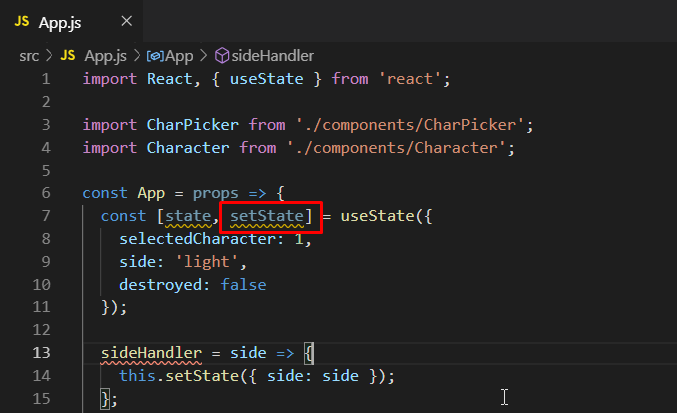 JS App.js ×
src > JS App.js > App > sideHandler
1 import React, { useState } from 'react';
2
3 import CharPicker from './components/CharPicker';
4 import Character from './components/Character';
5
6 const App = props => {
7 const [state, setState] = useState({
8 selectedCharacter: 1,
9 side: 'light',
10 destroyed: false
11 });
12
13 sideHandler = side => {
14 this.setState({ side: side });
15 };